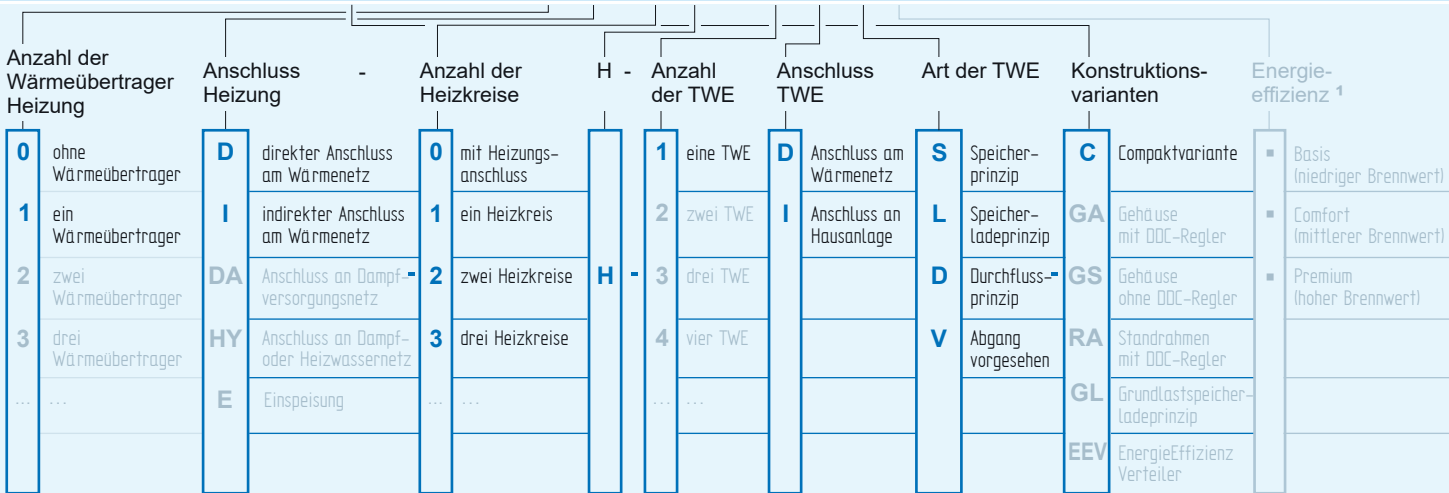 Anzahl der
Wärmeübertrager
Heizung
Anschluss -
Heizung
Anzahl der
Heizkreise
H -
Anzahl
der TWE
Anschluss
TWE
Art der TWE
Konstruktions-
varianten
Energie-
effizienz ¹
0 ohne
Wärmeübertrager
1 ein
Wärmeübertrager
2 zwei
Wärmeübertrager
3 drei
Wärmeübertrager
... ...
D direkter Anschluss
am Wärmenetz
I indirekter Anschluss
am Wärmenetz
DA Anschluss an Dampf-
versorgungsnetz
HY Anschluss an Dampf-
oder Heizwassernetz
E Einspeisung
-
0 mit Heizungs-
anschluss
1 ein Heizkreis
2 zwei Heizkreise
3 drei Heizkreise
... ...
H -
1 eine TWE
2 zwei TWE
3 drei TWE
4 vier TWE
... ...
D Anschluss am
Wärmenetz
I Anschluss an
Hausanlage
S Speicher-
prinzip
L Speicher-
ladeprinzip
D Durchfluss-
prinzip
V Abgang
vorgesehen
-
C Compaktvariante
GA Gehäuse
mit DDC-Regler
GS Gehäuse
ohne DDC-Regler
RA Standrahmen
mit DDC-Regler
GL Grundlastspeicher-
ladeprinzip
EEV EnergieEffizienz
Verteiler
▪ Basis
(niedriger Brennwert)
▪ Comfort
(mittlerer Brennwert)
▪ Premium
(hoher Brennwert)